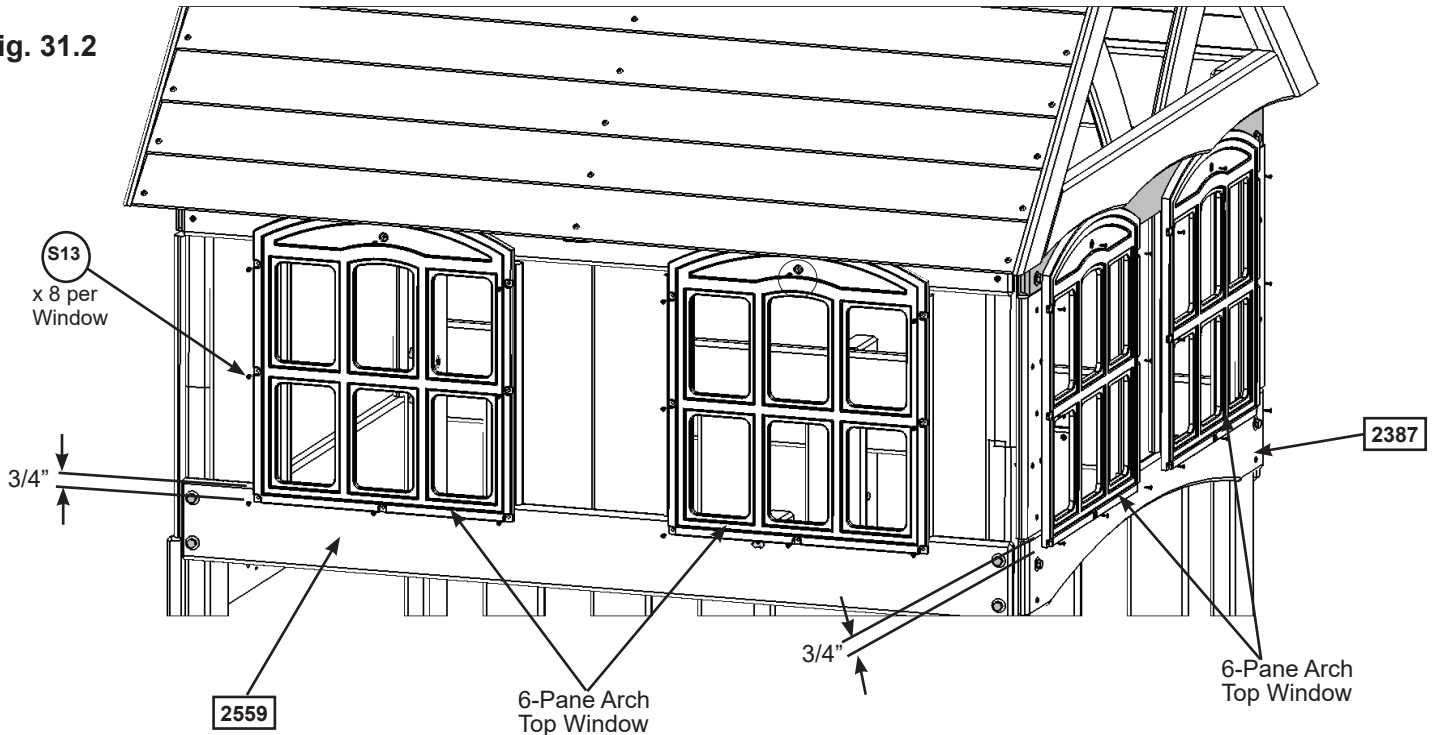 ig. 31.2
S13
x 8 per
Window
3/4”
2387
3/4”
6-Pane Arch
Top Window
6-Pane Arch
Top Window
2559